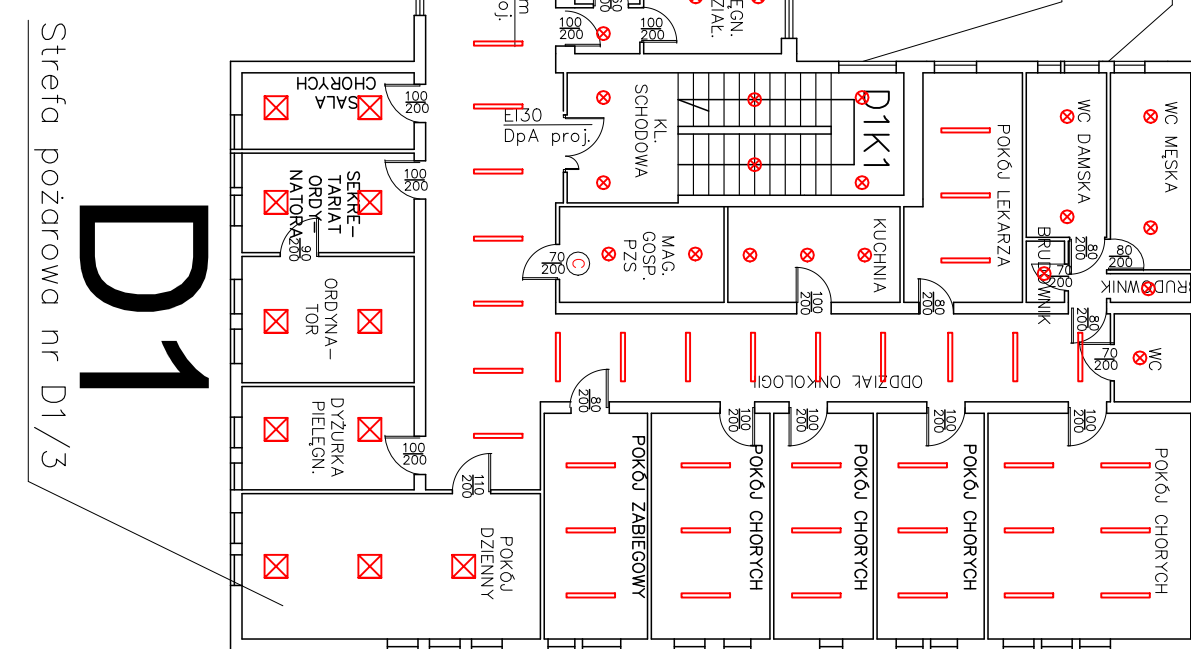 Strefa pożarowa nr D1/3
D1
SALA
CHORYCH
100
200
SEKRE–
TARIAT
ORDY–
NATORA
100
200
90
200
ORDYNA–
TOR
DYŻURKA
PIELĘGN.
100
200
110
200
POKÓJ
DZIENNY
proj.
EI30
DpA proj.
100
200
100
200
KL.
SCHODOWA
D1K1
MAG.
GOSP.
PZS
70
200
C
KUCHNIA
100
200
POKÓJ LEKARZA
80
200
WC DAMSKA
80
200
WC MĘSKA
80
200
BRUDOWNIK
70
200
BRUDOWNIK
80
200
WC
70
200
ODDZIAŁ ONKOLOGII
POKÓJ ZABIEGOWY
80
200
POKÓJ CHORYCH
100
200
POKÓJ CHORYCH
100
200
POKÓJ CHORYCH
100
200
POKÓJ CHORYCH
100
200